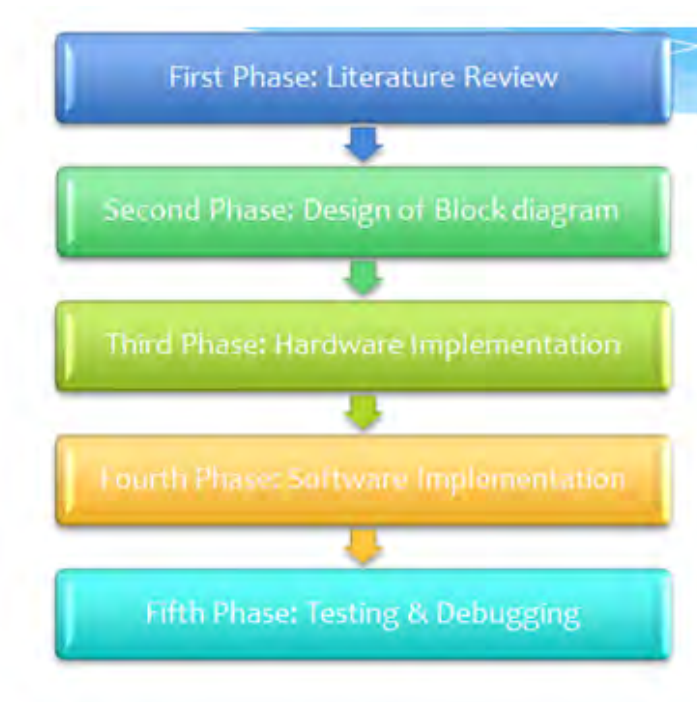 First Phase: Literature Review
Second Phase: Design of Block diagram
Third Phase: Hardware Implementation
Fourth Phase: Software Implementation
Fifth Phase: Testing & Debugging